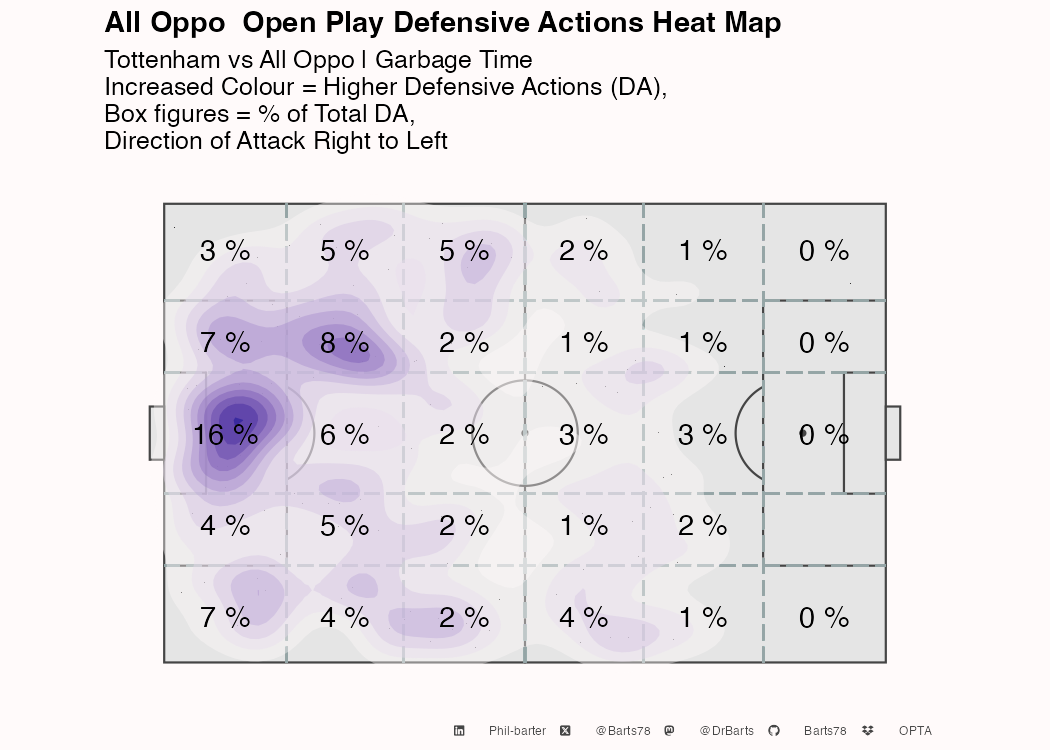 All Oppo  Open Play Defensive Actions Heat Map
Tottenham vs All Oppo | Garbage Time
Increased Colour = Higher Defensive Actions (DA),
Box figures = % of Total DA,
Direction of Attack Right to Left
3 % 5 % 5 % 2 % 1 % 0 %
7 % 8 % 2 % 1 % 1 % 0 %
16 % 6 % 2 % 3 % 3 % 0 %
4 % 5 % 2 % 1 % 2 %
7 % 4 % 2 % 4 % 1 % 0 %
Phil-barter @Barts78 @DrBarts Barts78 OPTA